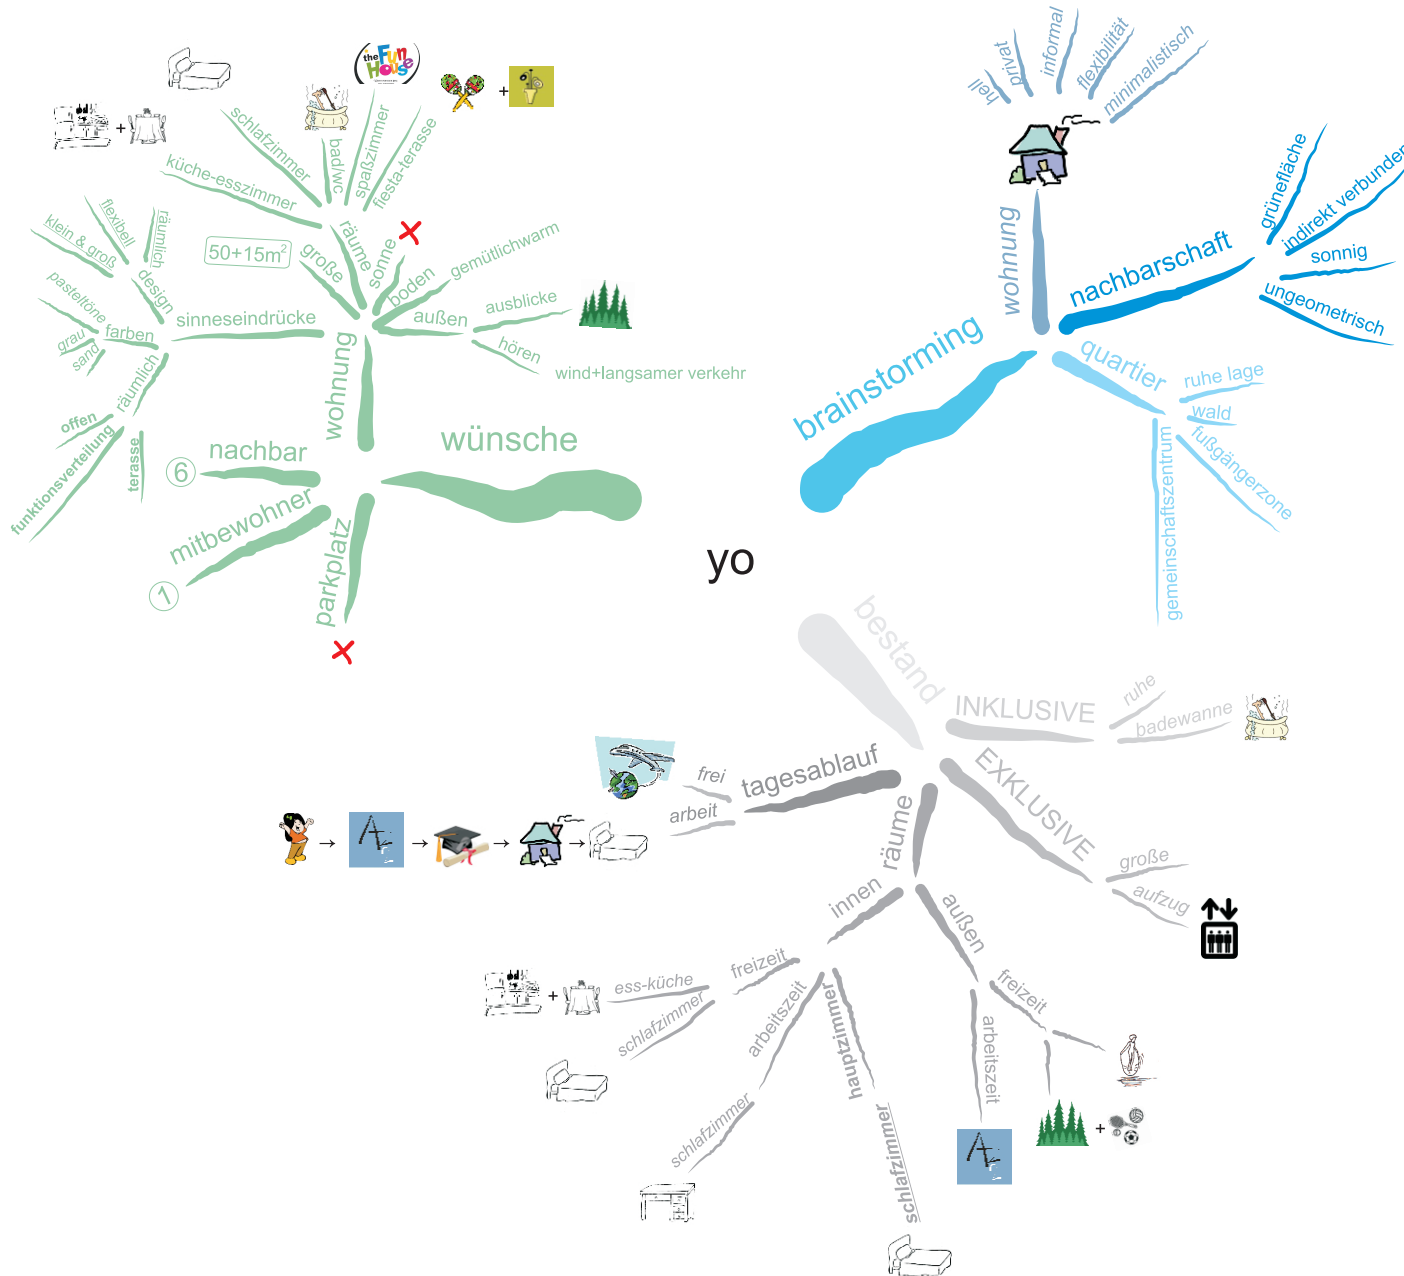 the Fun House
schlafzimmer
bad/wc
spaßzimmer
fiesta-terasse
+
+
küche-esszimmer
räume
große
50+15m²
sonne
boden
gemütlichwarm
außen
ausblicke
hören
wind+langsamer verkehr
sinneseindrücke
design
räumlich
flexibell
klein & groß
farben
pasteltöne
grau
sand
räumlich
offen
funktionsverteilung
terasse
wohnung
wünsche
nachbar
6
mitbewohner
1
parkplatz
hell
privat
informal
flexibilität
minimalistisch
wohnung
brainstorming
nachbarschaft
grünefläche
indirekt verbunden
sonnig
ungeometrisch
quartier
ruhe lage
wald
fußgängerzone
gemeinschaftszentrum
yo
bestand
INKLUSIVE
ruhe
badewanne
EXKLUSIVE
große
aufzug
tagesablauf
frei
arbeit
räume
innen
freizeit
ess-küche
+
schlafzimmer
arbeitszeit
schlafzimmer
hauptzimmer
schlafzimmer
außen
freizeit
+
arbeitszeit